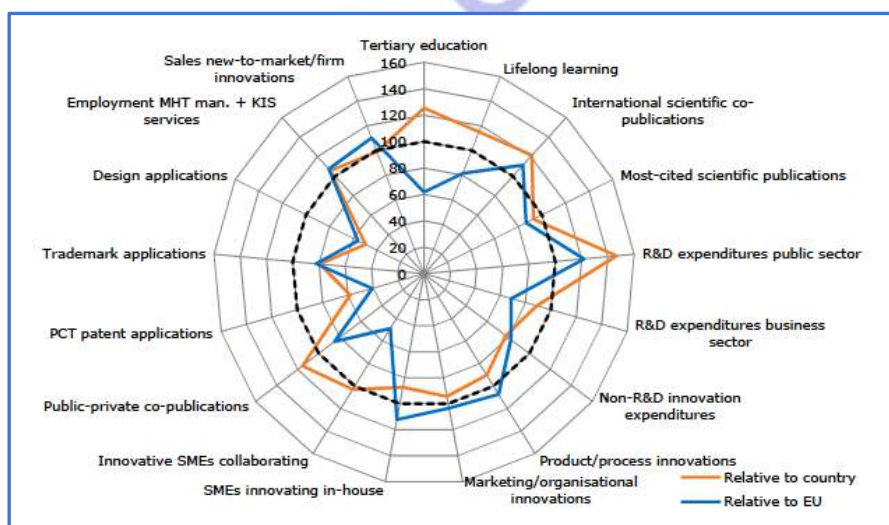 Tertiary education
Lifelong learning
International scientific co-
publications
Most-cited scientific publications
R&D expenditures public sector
R&D expenditures business
sector
Non-R&D innovation
expenditures
Product/process innovations
Marketing/organisational
innovations
SMEs innovating in-house
Innovative SMEs collaborating
Public-private co-publications
PCT patent applications
Trademark applications
Design applications
Employment MHT man. + KIS
services
Sales new-to-market/firm
innovations
160
140
120
100
80
60
40
20
0
Relative to country
Relative to EU